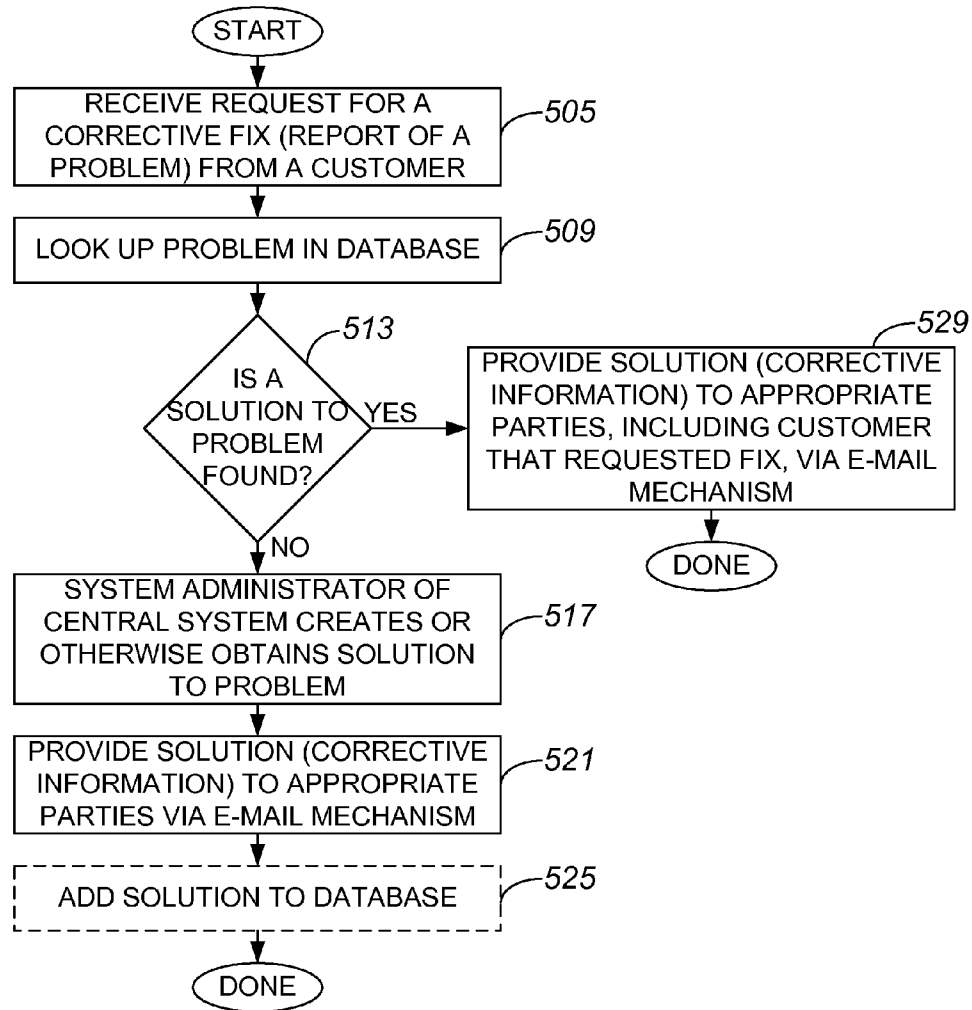 START
RECEIVE REQUEST FOR A
CORRECTIVE FIX (REPORT OF A
PROBLEM) FROM A CUSTOMER
505
LOOK UP PROBLEM IN DATABASE
509
513
IS A
SOLUTION TO
PROBLEM
FOUND?
YES
529
PROVIDE SOLUTION (CORRECTIVE
INFORMATION) TO APPROPRIATE
PARTIES, INCLUDING CUSTOMER
THAT REQUESTED FIX, VIA E-MAIL
MECHANISM
DONE
NO
SYSTEM ADMINISTRATOR OF
CENTRAL SYSTEM CREATES OR
OTHERWISE OBTAINS SOLUTION
TO PROBLEM
517
PROVIDE SOLUTION (CORRECTIVE
INFORMATION) TO APPROPRIATE
PARTIES VIA E-MAIL MECHANISM
521
ADD SOLUTION TO DATABASE
525
DONE